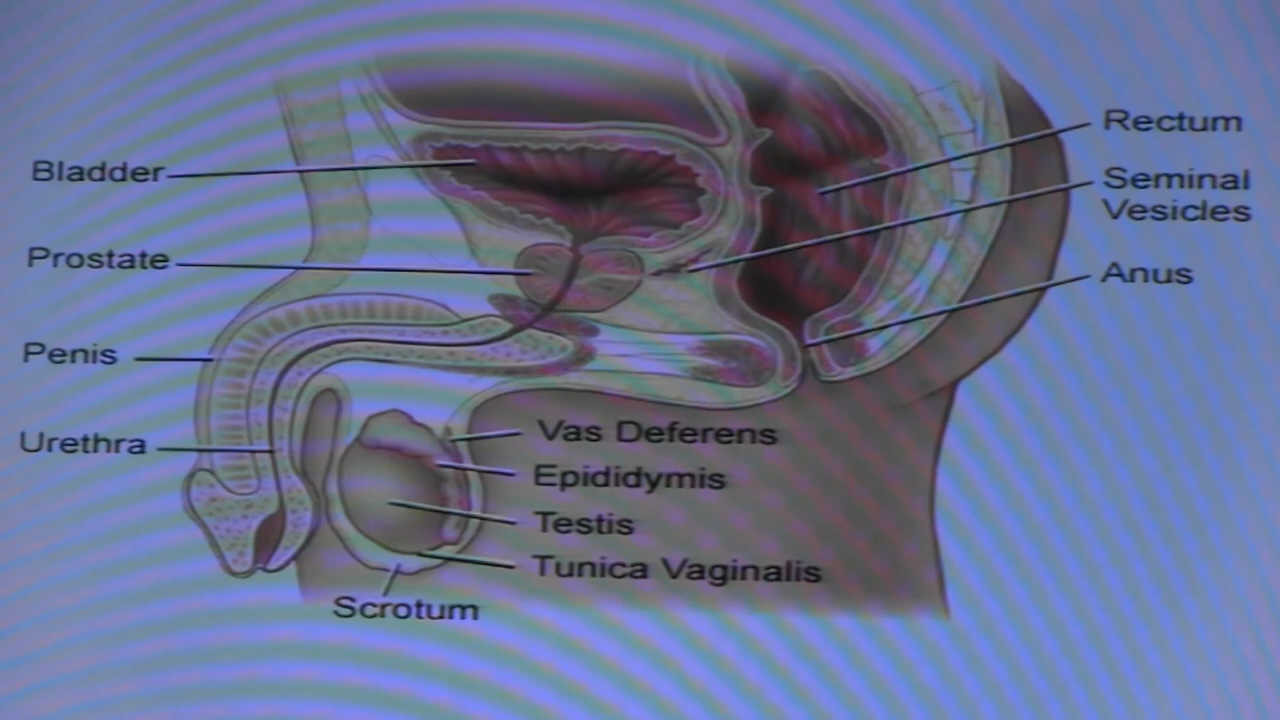 Bladder
Prostate
Penis
Urethra
Scrotum
Vas Deferens
Epididymis
Testis
Tunica Vaginalis
Rectum
Seminal
Vesicles
Anus